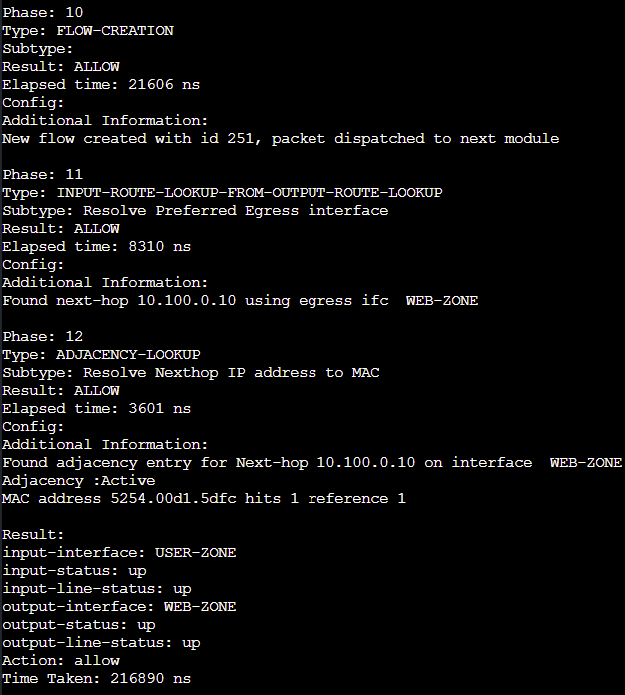 Phase: 10
Type: FLOW-CREATION
Subtype:
Result: ALLOW
Elapsed time: 21606 ns
Config:
Additional Information:
New flow created with id 251, packet dispatched to next module

Phase: 11
Type: INPUT-ROUTE-LOOKUP-FROM-OUTPUT-ROUTE-LOOKUP
Subtype: Resolve Preferred Egress interface
Result: ALLOW
Elapsed time: 8310 ns
Config:
Additional Information:
Found next-hop 10.100.0.10 using egress ifc  WEB-ZONE

Phase: 12
Type: ADJACENCY-LOOKUP
Subtype: Resolve Nexthop IP address to MAC
Result: ALLOW
Elapsed time: 3601 ns
Config:
Additional Information:
Found adjacency entry for Next-hop 10.100.0.10 on interface  WEB-ZONE
Adjacency :Active
MAC address 5254.00d1.5dfc hits 1 reference 1

Result:
input-interface: USER-ZONE
input-status: up
input-line-status: up
output-interface: WEB-ZONE
output-status: up
output-line-status: up
Action: allow
Time Taken: 216890 ns